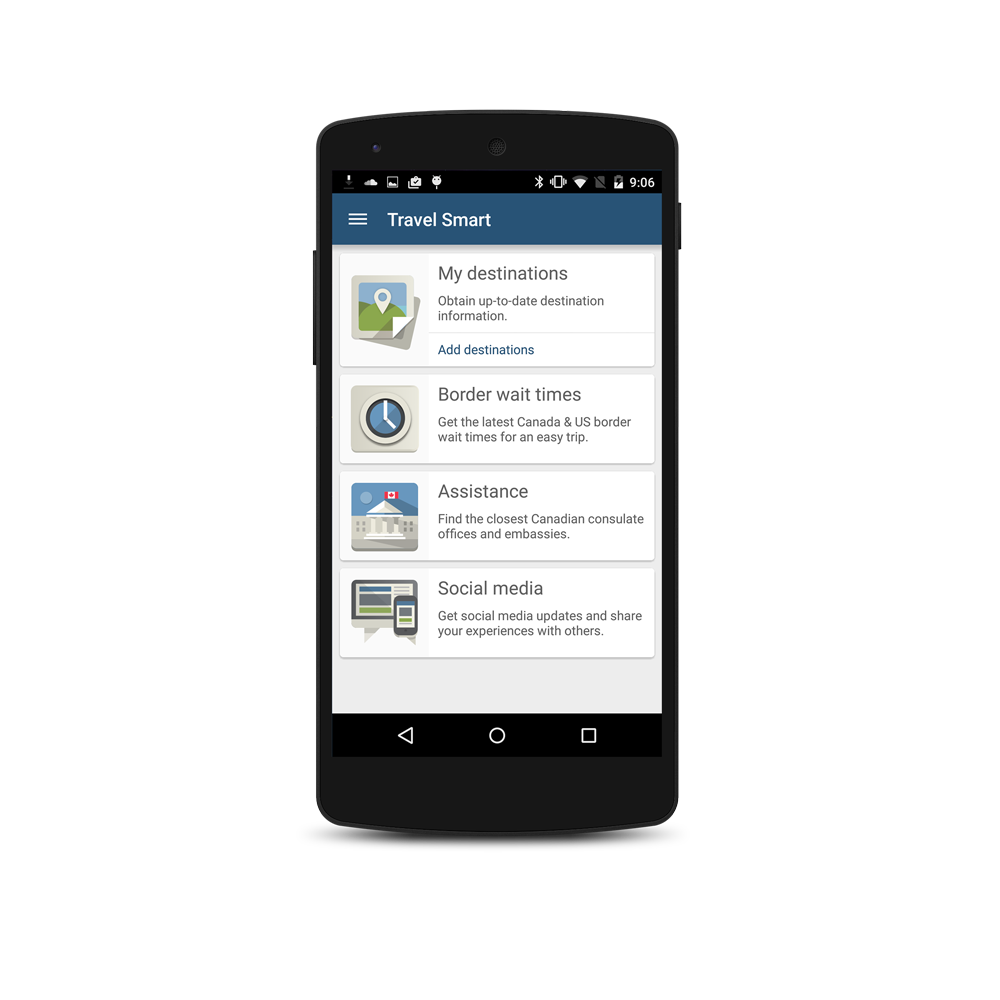 9:06
Travel Smart
My destinations
Obtain up-to-date destination
information.
Add destinations
Border wait times
Get the latest Canada & US border
wait times for an easy trip.
Assistance
Find the closest Canadian consulate
offices and embassies.
Social media
Get social media updates and share
your experiences with others.